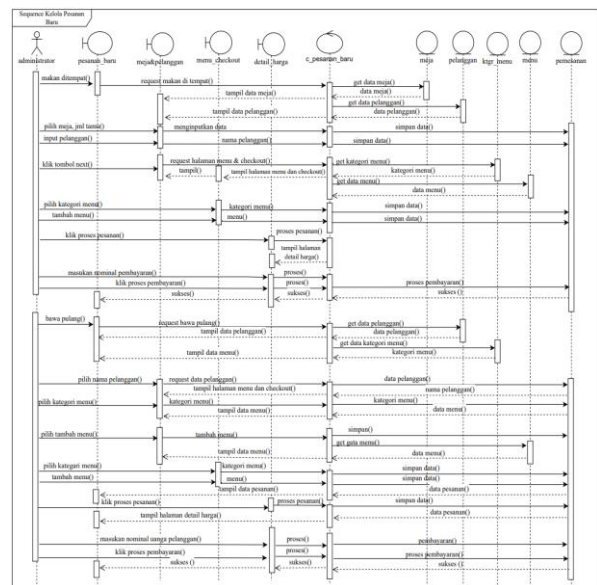 Sequence Kelola Pesanan
Baru
administrator
pesanan_baru
meja&pelanggan
menu_checkout
detail_harga
c_pesanan_baru
meja
pelanggan
ktgr_menu
menu
pemesanan
makan ditempat()
request makan di tempat()
get data meja()
data meja()
tampil data meja()
get data pelanggan()
data pelanggan()
tampil data pelanggan()
pilih meja, jml tamu()
menginputkan data
simpan data()
input pelanggan()
nama pelanggan()
simpan data()
klik tombol next()
request halaman menu & checkout()
get kategori menu()
kategori menu()
tampil()
tampil halaman menu dan checkout()
get data menu()
data menu()
pilih kategori menu()
kategori menu()
simpan data()
tambah menu()
menu()
simpan data()
klik proses pesanan()
proses pesanan()
tampil halaman
detail harga()
masukan nominal pembayaran()
proses()
klik proses pembayaran()
proses()
proses pembayaran()
sukses()
sukses()
sukses ()
bawa pulang()
request bawa pulang()
get data pelanggan()
data pelanggan()
tampil data pelanggan()
get data kategori menu()
kategori menu()
tampil data menu()
pilih nama pelanggan()
request data pelanggan()
data pelanggan()
tampil halaman menu dan checkout()
nama pelanggan()
pilih kategori menu()
kategori menu()
kategori menu()
tampil data menu()
data menu()
pilih tambah menu()
tambah menu()
simpan()
get gata menu()
tampil data menu()
data menu()
pilih kategari menu()
kategori menu()
simpan data()
tambah menu()
menu()
simpan data()
tampil data pesanan()
data pesanan()
klik proses pesanan()
proses pesanan()
simpan data()
tampil halaman detail harga()
data pesanan()
masukan nominal uanga pelanggan()
proses()
pembayaran()
klik proses pembayaran()
proses()
proses pembayaran()
sukses ()
sukses()
sukses ()